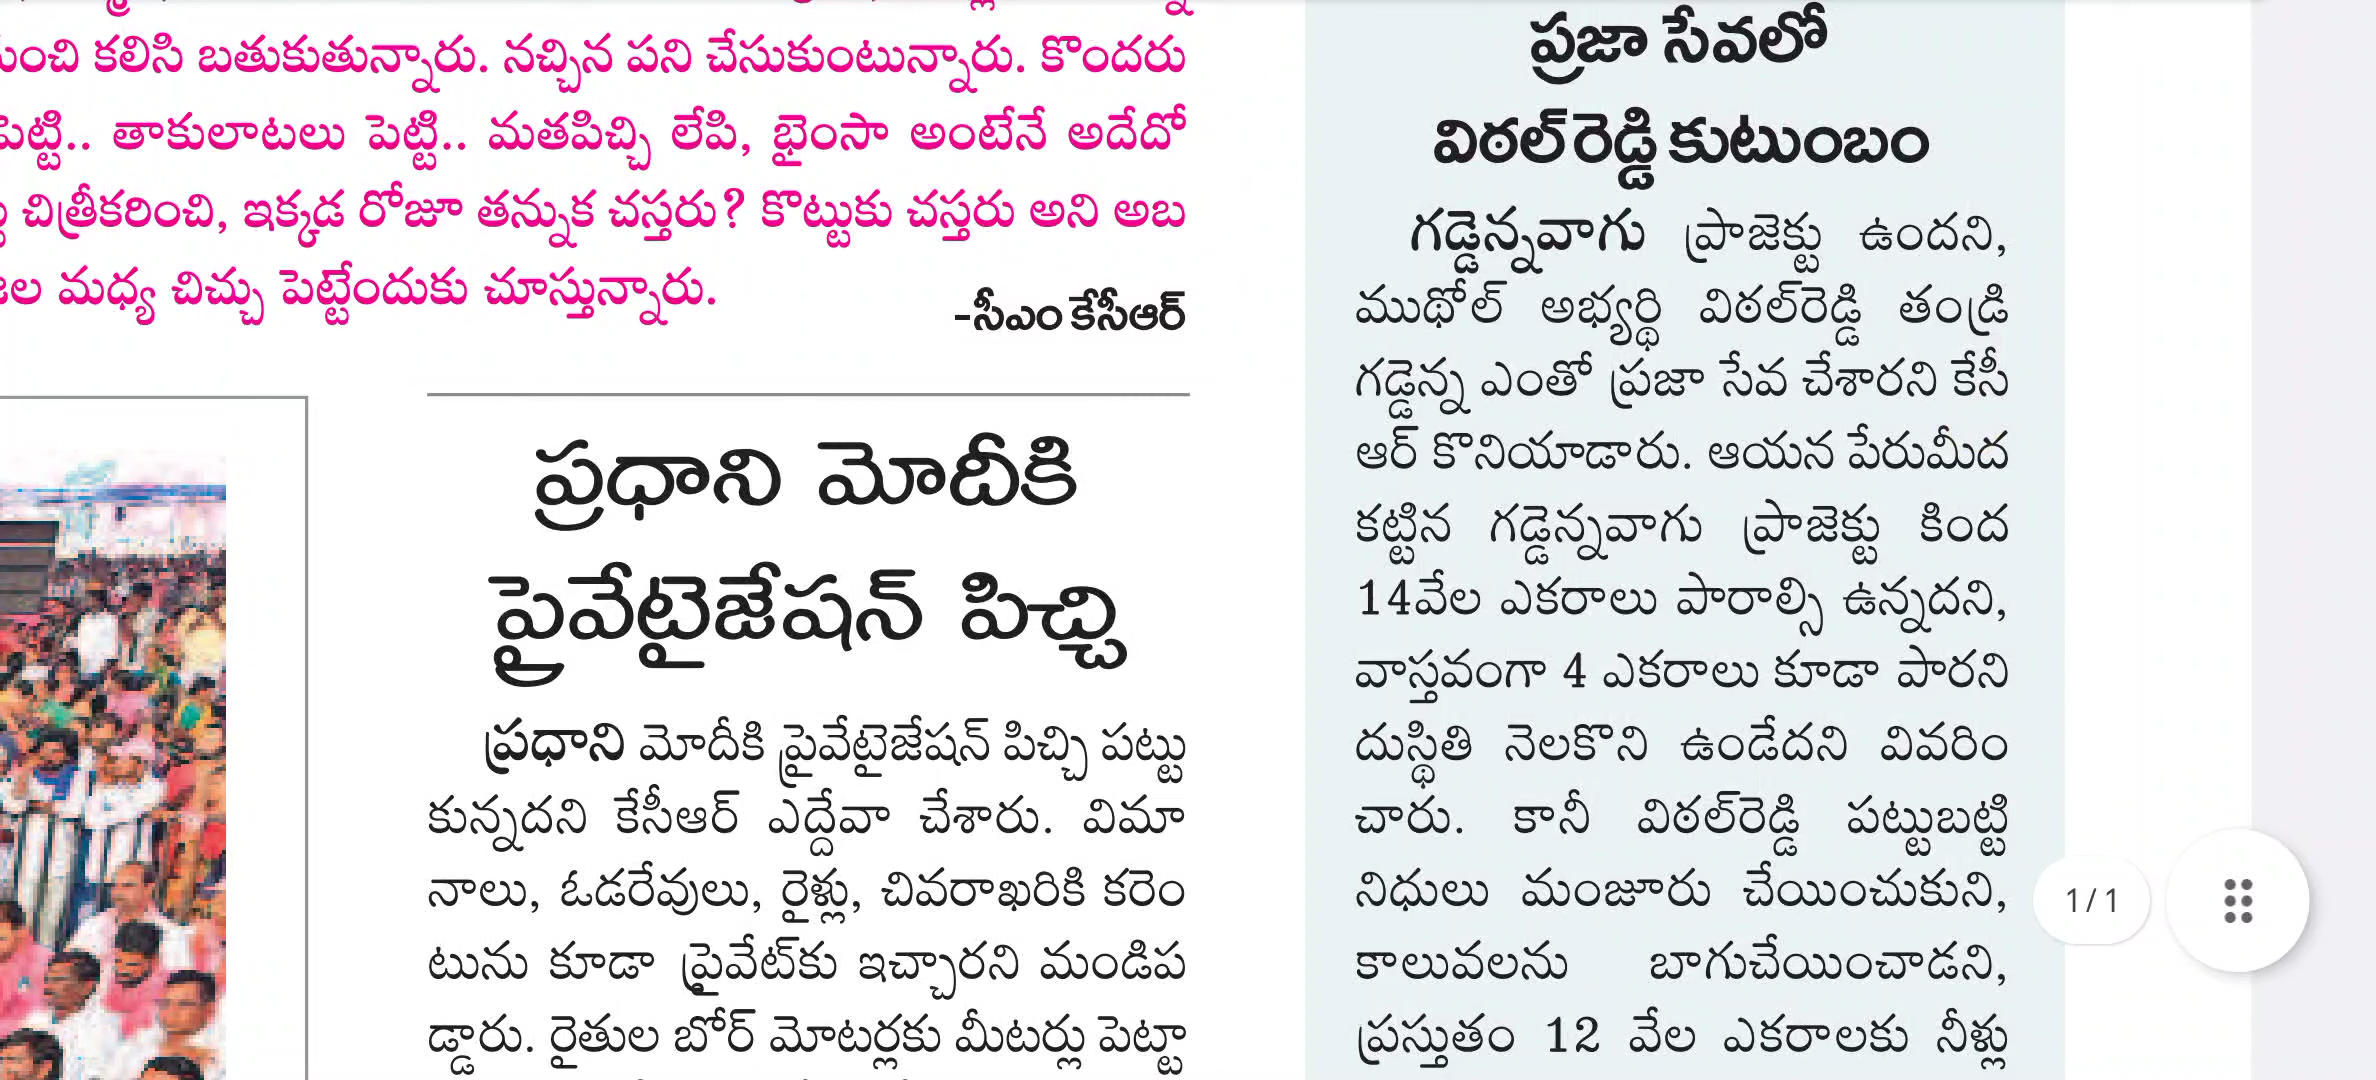 కలిసి బతుకుతున్నారు. నచ్చిన పని చేసుకుంటున్నారు. కొందరు
తాకులాటలు పెట్టి.. మతపిచ్చి లేపి, భైంసా అంటేనే అదేదో
చిత్రీకరించి, ఇక్కడ రోజూ తన్నుక చస్తరు? కొట్టుకు చస్తరు అని అబ
మధ్య చిచ్చు పెట్టేందుకు చూస్తున్నారు.
-సీఎం కేసీఆర్
ప్రధాని మోదీకి
ప్రైవేటైజేషన్ పిచ్చి
ప్రధాని మోదీకి ప్రైవేటైజేషన్ పిచ్చి పట్టు
కున్నదని కేసీఆర్ ఎద్దేవా చేశారు. విమా
నాలు, ఓడరేవులు, రైళ్లు, చివరాఖరికి కరెం
టును కూడా ప్రైవేట్‌కు ఇచ్చారని మండిప
డ్డారు. రైతుల బోర్ మోటర్లకు మీటర్లు పెట్టా
ప్రజా సేవలో
విఠల్‌రెడ్డి కుటుంబం
గడ్డెన్నవాగు ప్రాజెక్టు ఉందని,
ముథోల్ అభ్యర్థి విఠల్‌రెడ్డి తండ్రి
గడ్డెన్న ఎంతో ప్రజా సేవ చేశారని కేసీ
ఆర్ కొనియాడారు. ఆయన పేరుమీద
కట్టిన గడ్డెన్నవాగు ప్రాజెక్టు కింద
14వేల ఎకరాలు పారాల్సి ఉన్నదని,
వాస్తవంగా 4 ఎకరాలు కూడా పారని
దుస్థితి నెలకొని ఉండేదని వివరిం
చారు. కానీ విఠల్‌రెడ్డి పట్టుబట్టి
నిధులు మంజూరు చేయించుకుని,
కాలువలను బాగుచేయించాడని,
ప్రస్తుతం 12 వేల ఎకరాలకు నీళ్లు
1 / 1